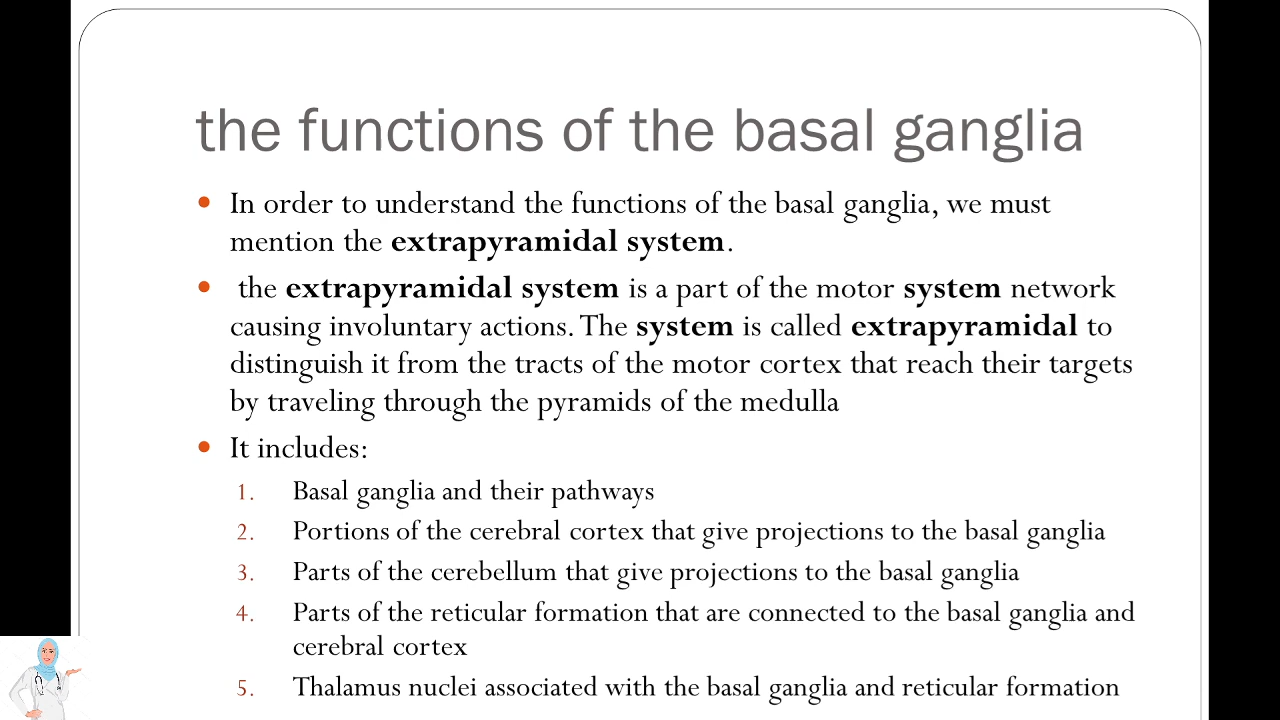 the functions of the basal ganglia
• In order to understand the functions of the basal ganglia, we must
mention the extrapyramidal system.
• the extrapyramidal system is a part of the motor system network
causing involuntary actions. The system is called extrapyramidal to
distinguish it from the tracts of the motor cortex that reach their targets
by traveling through the pyramids of the medulla
• It includes:
1. Basal ganglia and their pathways
2. Portions of the cerebral cortex that give projections to the basal ganglia
3. Parts of the cerebellum that give projections to the basal ganglia
4. Parts of the reticular formation that are connected to the basal ganglia and
cerebral cortex
5. Thalamus nuclei associated with the basal ganglia and reticular formation